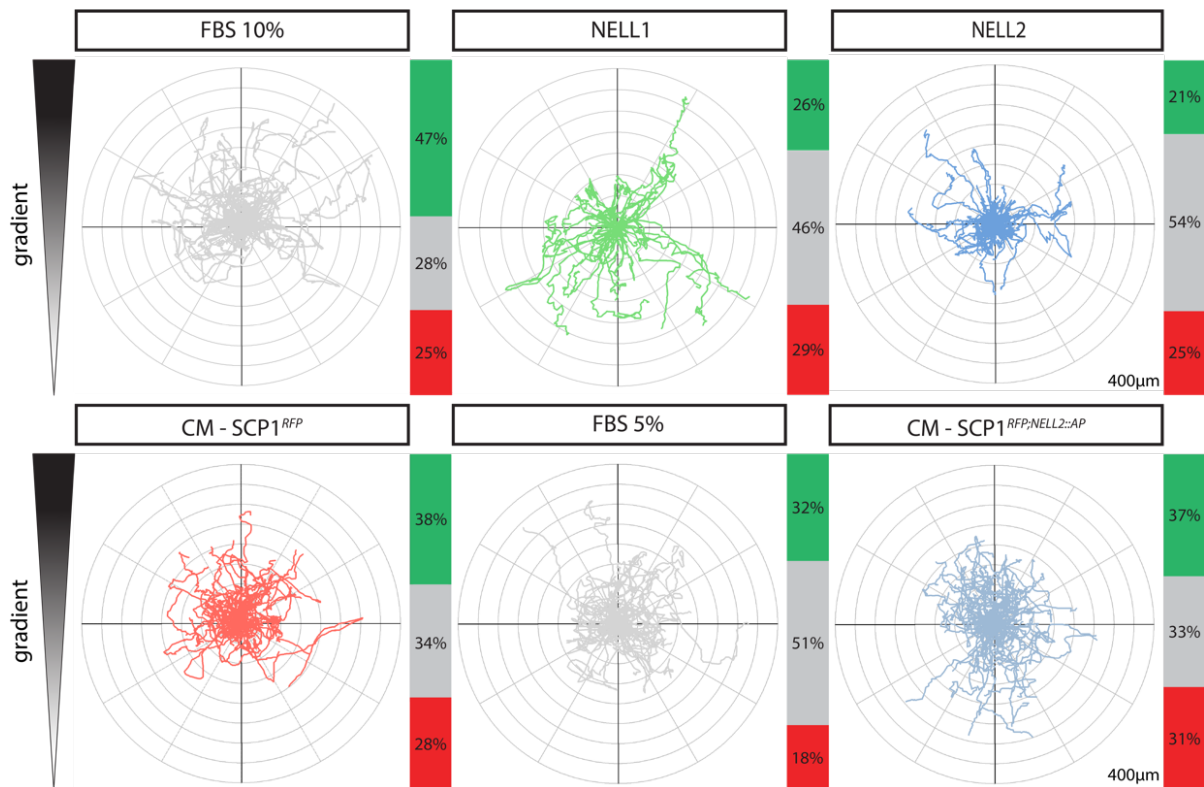 FBS 10%
NELL1
NELL2
gradient
47%
28%
25%
26%
46%
29%
21%
54%
25%
400µm
CM - SCP1RFP
FBS 5%
CM - SCP1RFP;NELL2::AP
gradient
38%
34%
28%
32%
51%
18%
37%
33%
31%
400µm